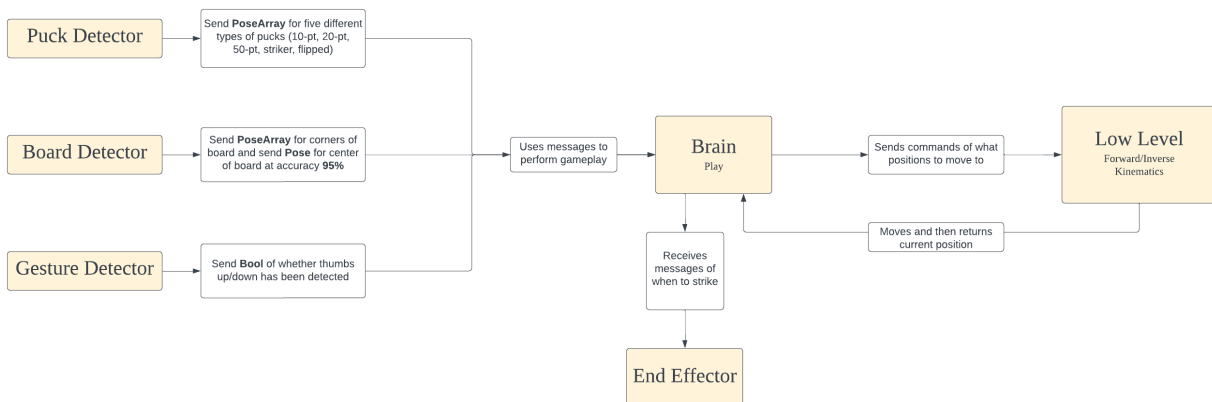 Puck Detector
Send PoseArray for five different
types of pucks (10-pt, 20-pt,
50-pt, striker, flipped)
Board Detector
Send PoseArray for corners of
board and send Pose for center
of board at accuracy 95%
Gesture Detector
Send Bool of whether thumbs
up/down has been detected
Uses messages to
perform gameplay
Brain
Play
Sends commands of what
positions to move to
Low Level
Forward/Inverse
Kinematics
Moves and then returns
current position
Receives
messages of
when to strike
End Effector